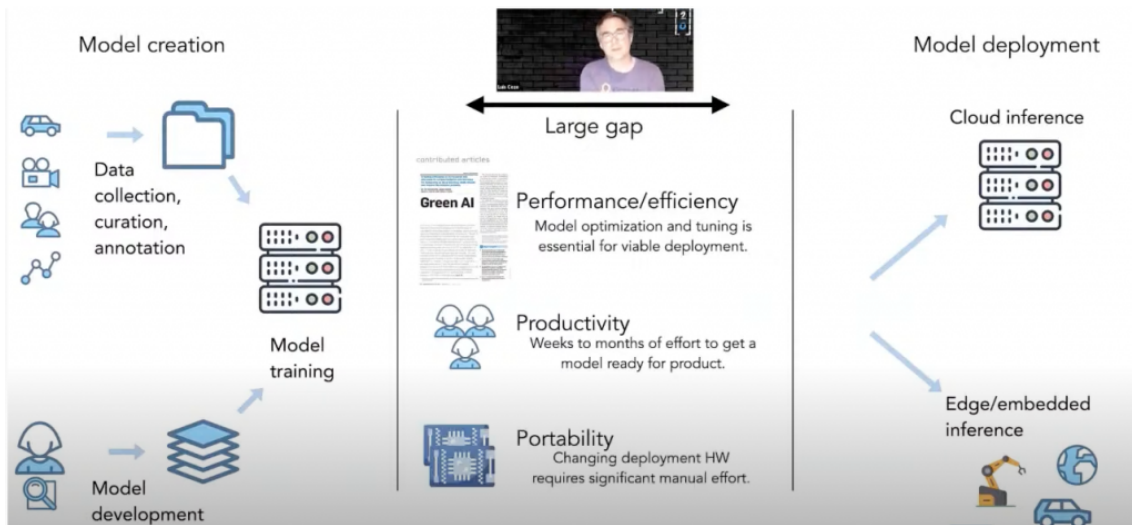 Model creation
Data
collection,
curation,
annotation
Model
training
Model
development
Large gap
contributed articles
Green AI
Performance/efficiency
Model optimization and tuning is
essential for viable deployment.
Productivity
Weeks to months of effort to get a
model ready for product.
Portability
Changing deployment HW
requires significant manual effort.
Model deployment
Cloud inference
Edge/embedded
inference